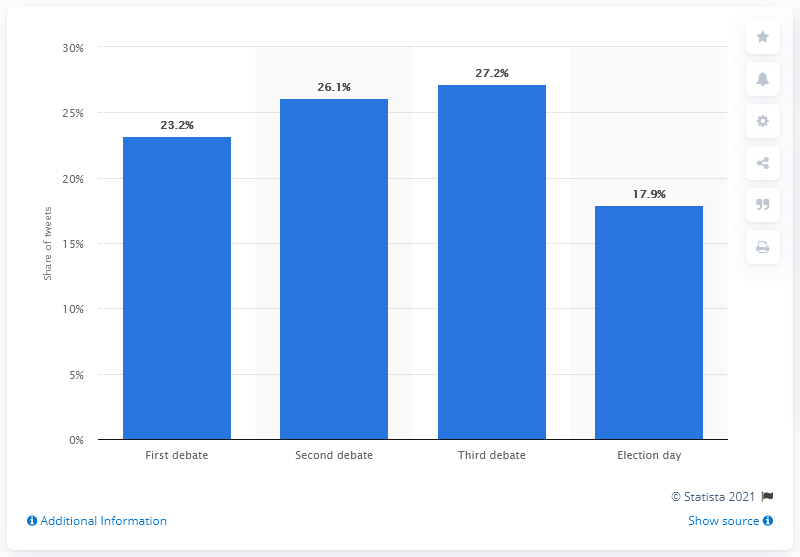 30%
25%
20%
15%
10%
5%
0%
Share of tweets
23.2%
26.1%
27.2%
17.9%
First debate
Second debate
Third debate
Election day
© Statista 2021
Additional Information
Show source